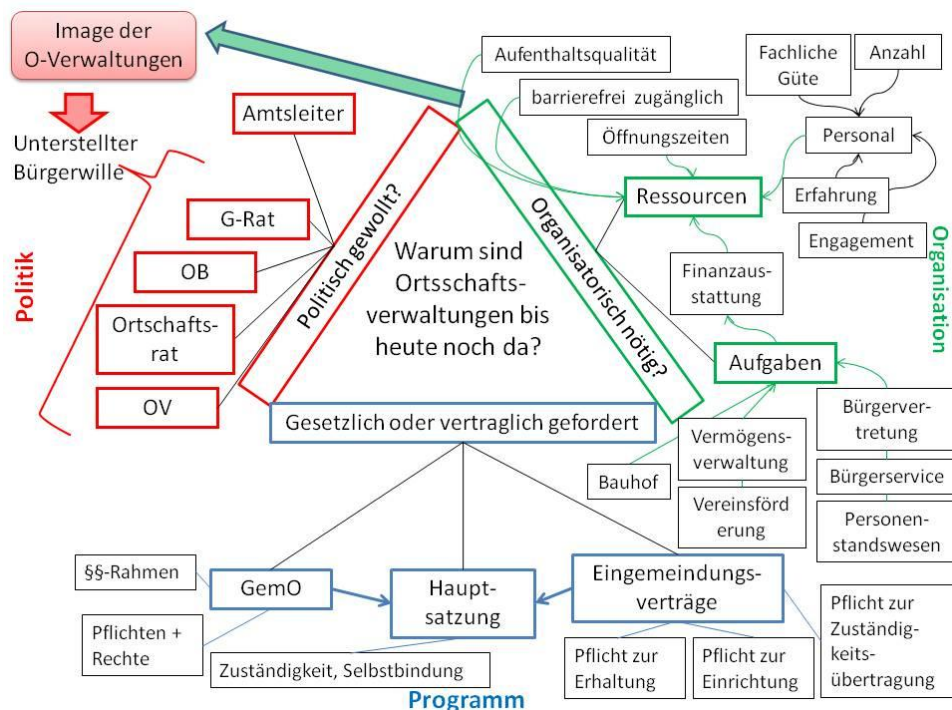 Image der
O-Verwaltungen
Unterstellter
Bürgerwille
Politik
Amtsleiter
G-Rat
OB
Ortschafts-
rat
OV
Politisch gewollt?
Warum sind
Ortsschafts-
verwaltungen bis
heute noch da?
Organisatorisch nötig?
Gesetzlich oder vertraglich gefordert
Aufenthaltsqualität
barrierefrei zugänglich
Öffnungszeiten
Ressourcen
Fachliche
Güte
Anzahl
Personal
Erfahrung
Engagement
Organisation
Finanzaus-
stattung
Aufgaben
Bauhof
Vermögens-
verwaltung
Vereinsförd
erung
Bürgerver-
tretung
Bürgerservice
Personen-
standswesen
§§-Rahmen
GemO
Pflichten +
Rechte
Haupt-
satzung
Zuständigkeit, Selbstbindung
Eingemeindungs-
verträge
Pflicht zur
Erhaltung
Pflicht zur
Einrichtung
Pflicht zur
Zuständig-
keits-
übertragung
Programm